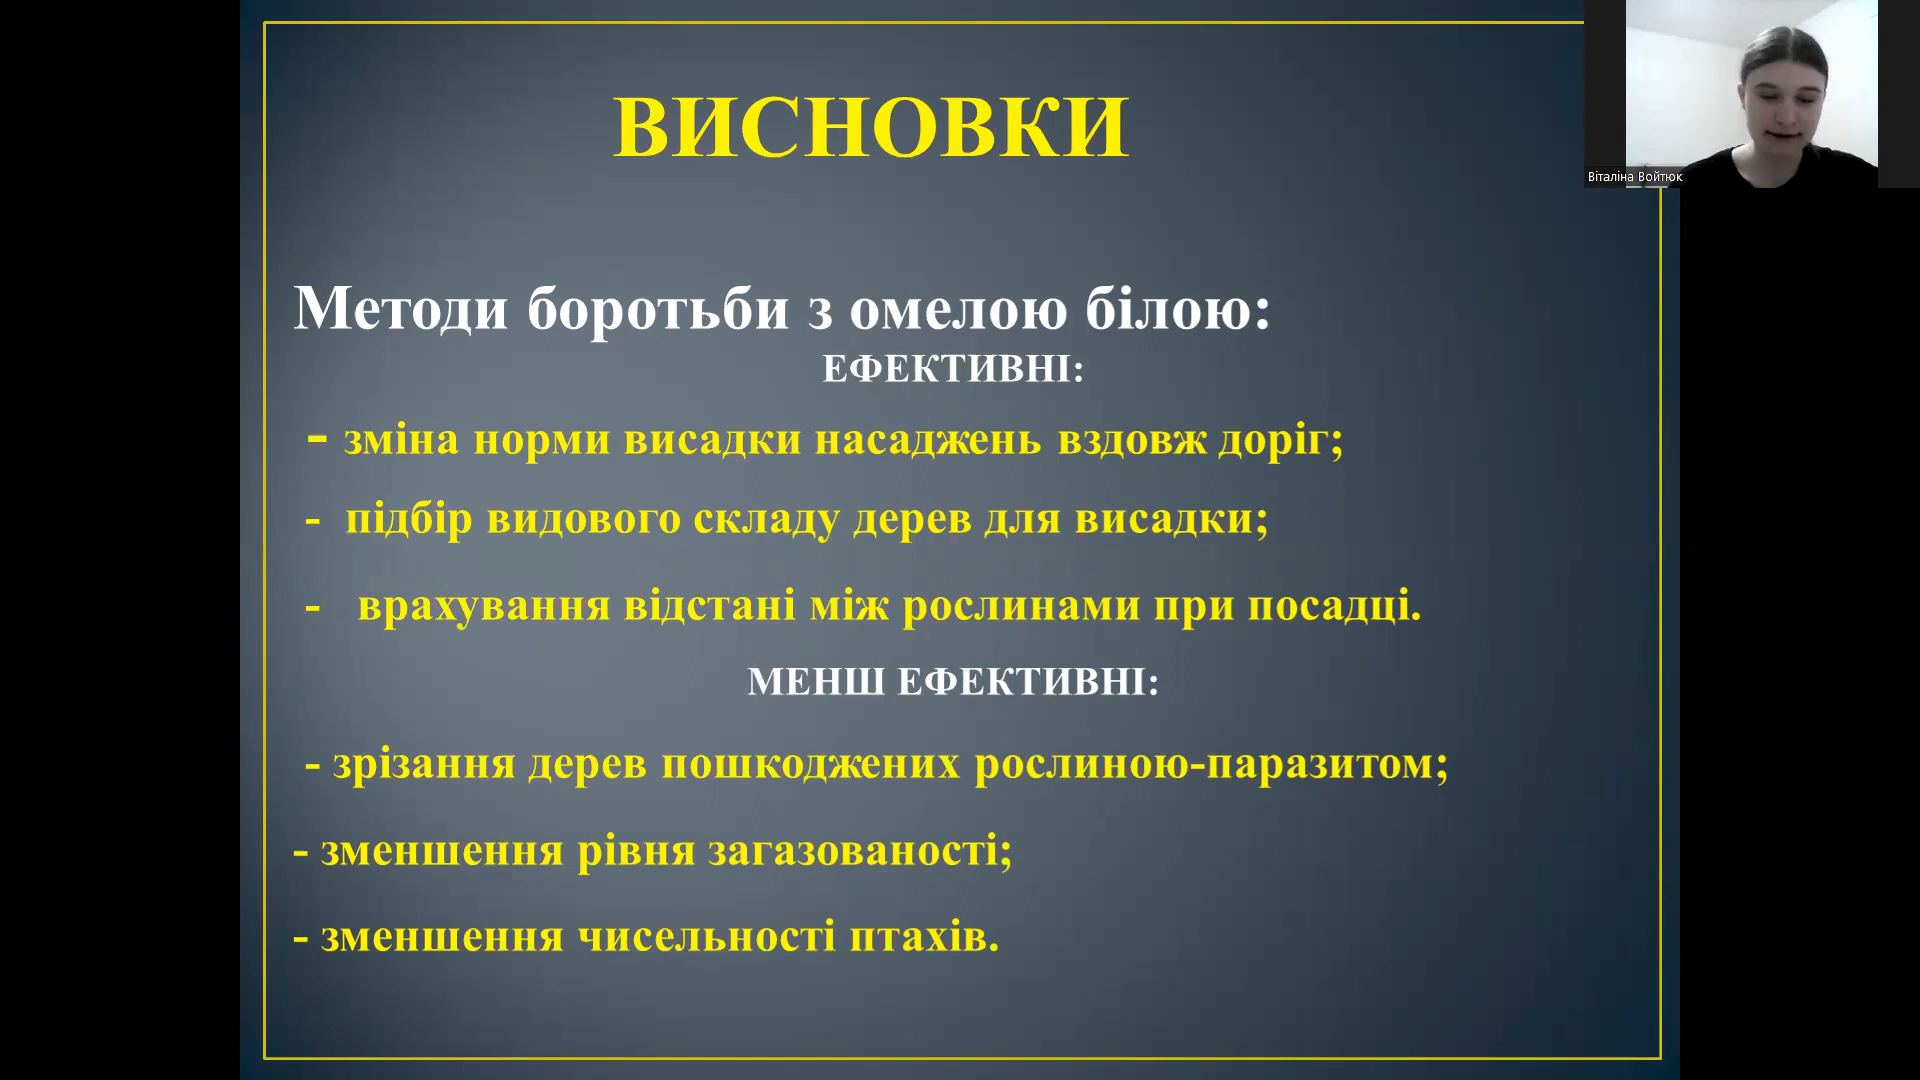 ВИСНОВКИ
Віталіна Войтюк
Методи боротьби з омелою білою:
ЕФЕКТИВНІ:
- зміна норми висадки насаджень вздовж доріг;
- підбір видового складу дерев для висадки;
- врахування відстані між рослинами при посадці.
МЕНШ ЕФЕКТИВНІ:
- зрізання дерев пошкоджених рослиною-паразитом;
- зменшення рівня загазованості;
- зменшення чисельності птахів.